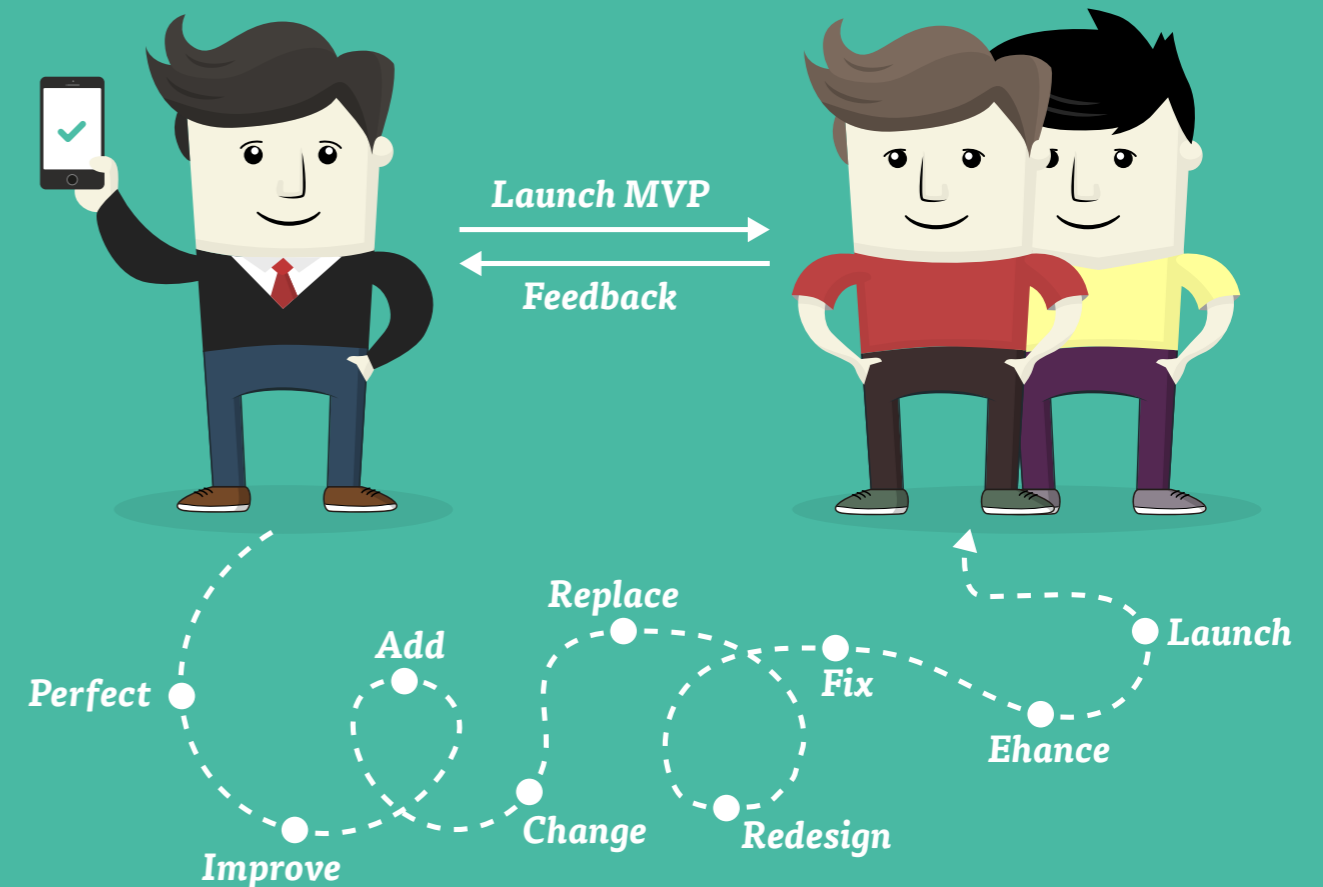 Launch MVP
Feedback
Perfect
Improve
Add
Change
Replace
Redesign
Fix
Ehance
Launch